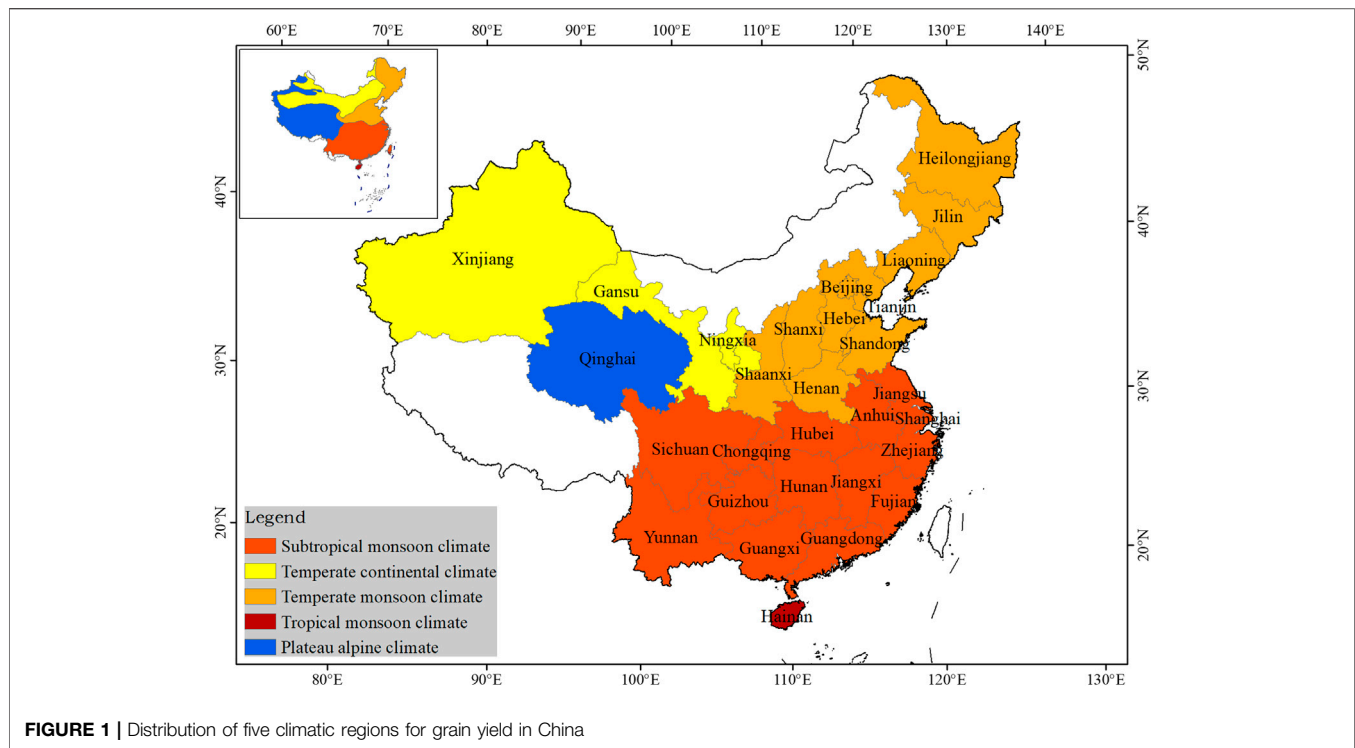 60°E 70°E 80°E 90°E 100°E 110°E 120°E 130°E 140°E
50°N
40°N
40°N
30°N
30°N
20°N
20°N
Heilongjiang
Jilin
Liaoning
Xinjiang
Gansu
Beijing
Tianjin
Hebei
Shanxi
Ningxia
Shandong
Qinghai
Shaanxi
Henan
Jiangsu
Anhui
Shanghai
Hubei
Sichuan
Chongqing
Zhejiang
Jiangxi
Hunan
Guizhou
Fujian
Yunnan
Guangxi
Guangdong
Hainan
Legend
Subtropical monsoon climate
Temperate continental climate
Temperate monsoon climate
Tropical monsoon climate
Plateau alpine climate
80°E 90°E 100°E 110°E 120°E 130°E
FIGURE 1 | Distribution of five climatic regions for grain yield in China